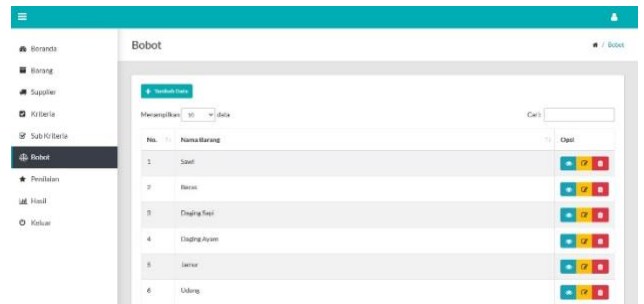 Beranda
Barang
Supplier
Kriteria
Sub Kriteria
Bobot
Penilaian
Hasil
Keluar
Bobot
/ Bobot
+ Tambah Data
Menampilkan 10 data
Cari:
No. Nama Barang Opsi
1 Sawi
2 Beras
3 Daging Sapi
4 Daging Ayam
5 Jamur
6 Udang